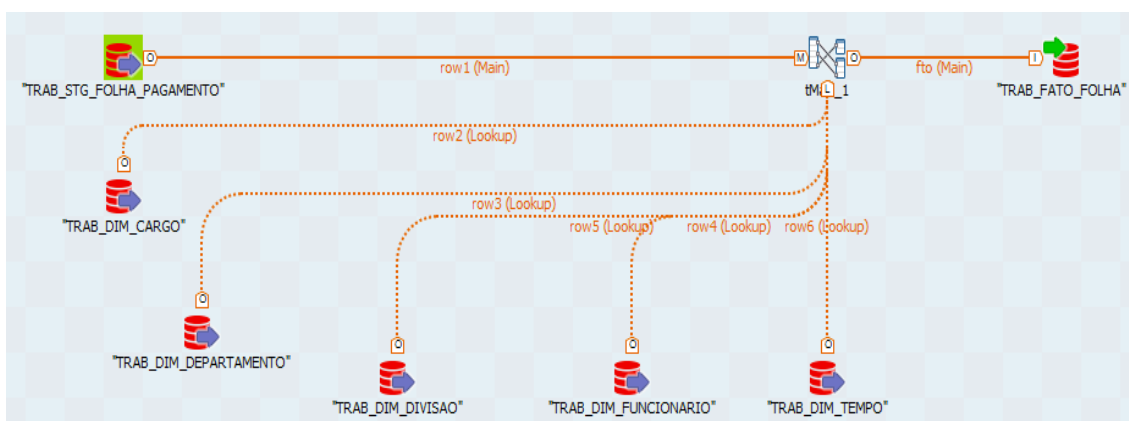 row1 (Main)
fto (Main)
"TRAB_STG_FOLHA_PAGAMENTO"
"TRAB_FATO_FOLHA"
row2 (Lookup)
"TRAB_DIM_CARGO"
row3 (Lookup)
row5 (Lookup) row4 (Lookup) row6 (Lookup)
"TRAB_DIM_DEPARTAMENTO"
"TRAB_DIM_DIVISAO"
"TRAB_DIM_FUNCIONARIO"
"TRAB_DIM_TEMPO"
O
M
O
I
L
O
O
O
O
O